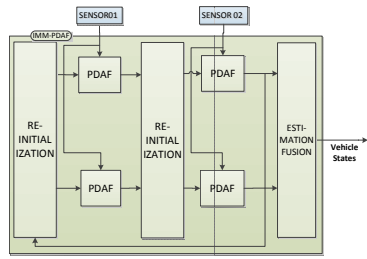 SENSOR01
SENSOR 02
IMM-PDAF
RE-
INITIAL
IZATION
PDAF
PDAF
RE-
INITIAL
IZATION
PDAF
PDAF
ESTI-
MATION
FUSION
Vehicle
States